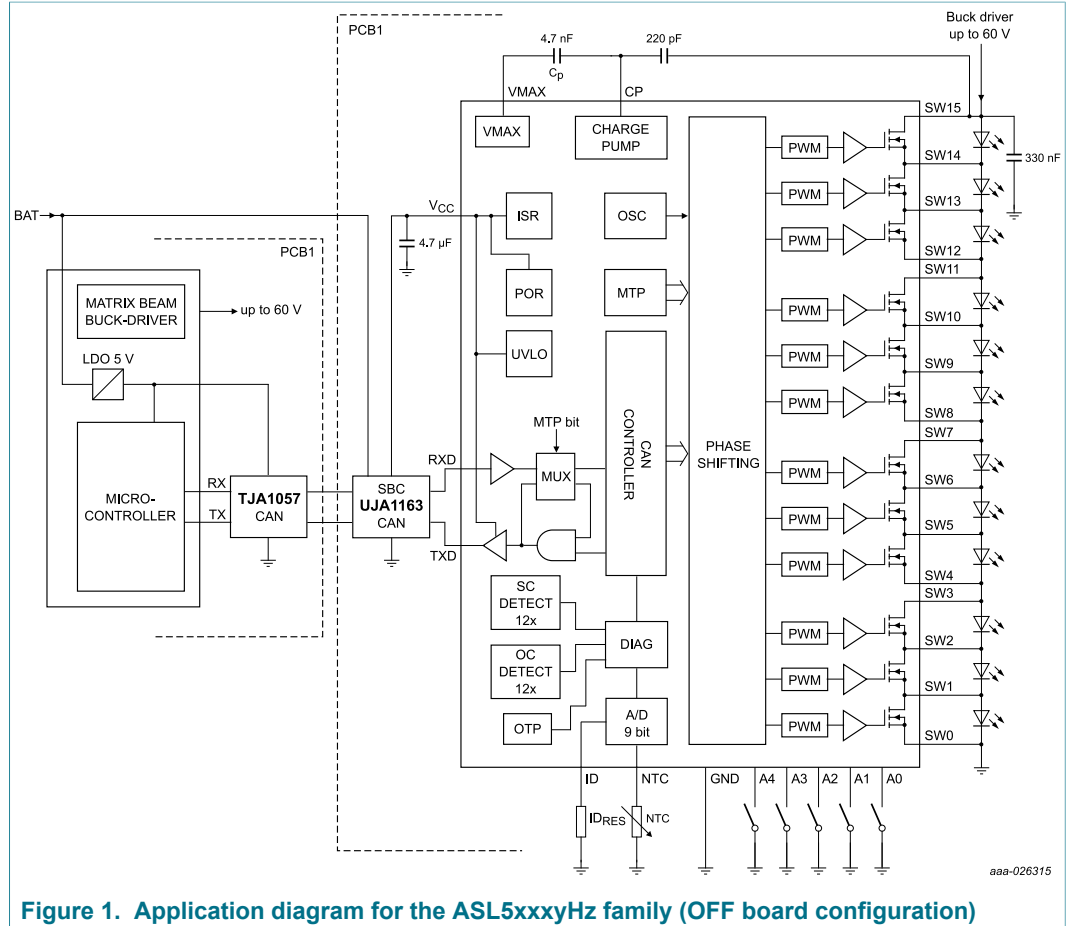 Buck driver
up to 60 V
PCB1
4.7 nF
220 pF
Cp
VMAX
CP
SW15
VMAX
CHARGE
PUMP
PWM
SW14
330 nF
BAT
VCC
ISR
OSC
PWM
SW13
4.7 µF
PWM
SW12
PCB1
SW11
MATRIX BEAM
BUCK-DRIVER
up to 60 V
POR
MTP
PWM
SW10
LDO 5 V
UVLO
PWM
SW9
PWM
SW8
MTP bit
CAN
CONTROLLER
PHASE
SHIFTING
SW7
RXD
MUX
PWM
SW6
MICRO-
CONTROLLER
RX
TX
TJA1057
CAN
SBC
UJA1163
CAN
PWM
SW5
TXD
PWM
SW4
SC
DETECT
12x
SW3
DIAG
PWM
SW2
OC
DETECT
12x
PWM
SW1
OTP
A/D
9 bit
PWM
SW0
ID
NTC
GND
A4
A3
A2
A1
A0
IDRES
NTC
aaa-026315
Figure 1. Application diagram for the ASL5xxxyHz family (OFF board configuration)